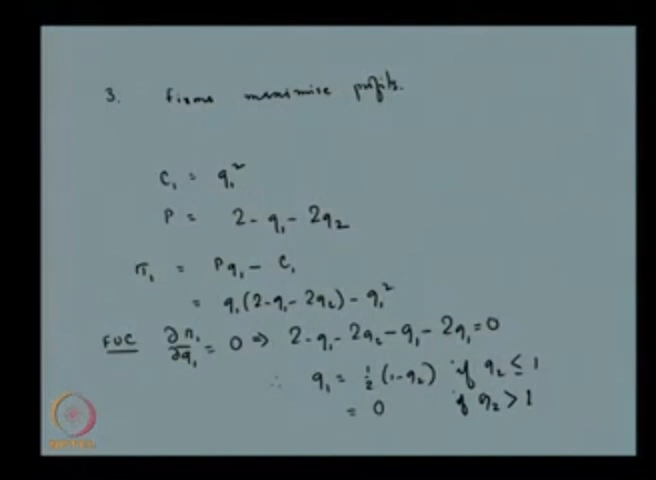 3. Firms maximise profits.
C₁ = q₁²
P = 2 - q₁ - 2q₂
π₁ = Pq₁ - C₁
= q₁(2-q₁-2q₂) - q₁²
FOC ∂π₁/∂q₁ = 0 ⇒ 2-q₁-2q₂-q₁-2q₁=0
∴ q₁ = 1/2 (1-q₂) if q₂ ≤ 1
= 0 if q₂ > 1
NPTEL